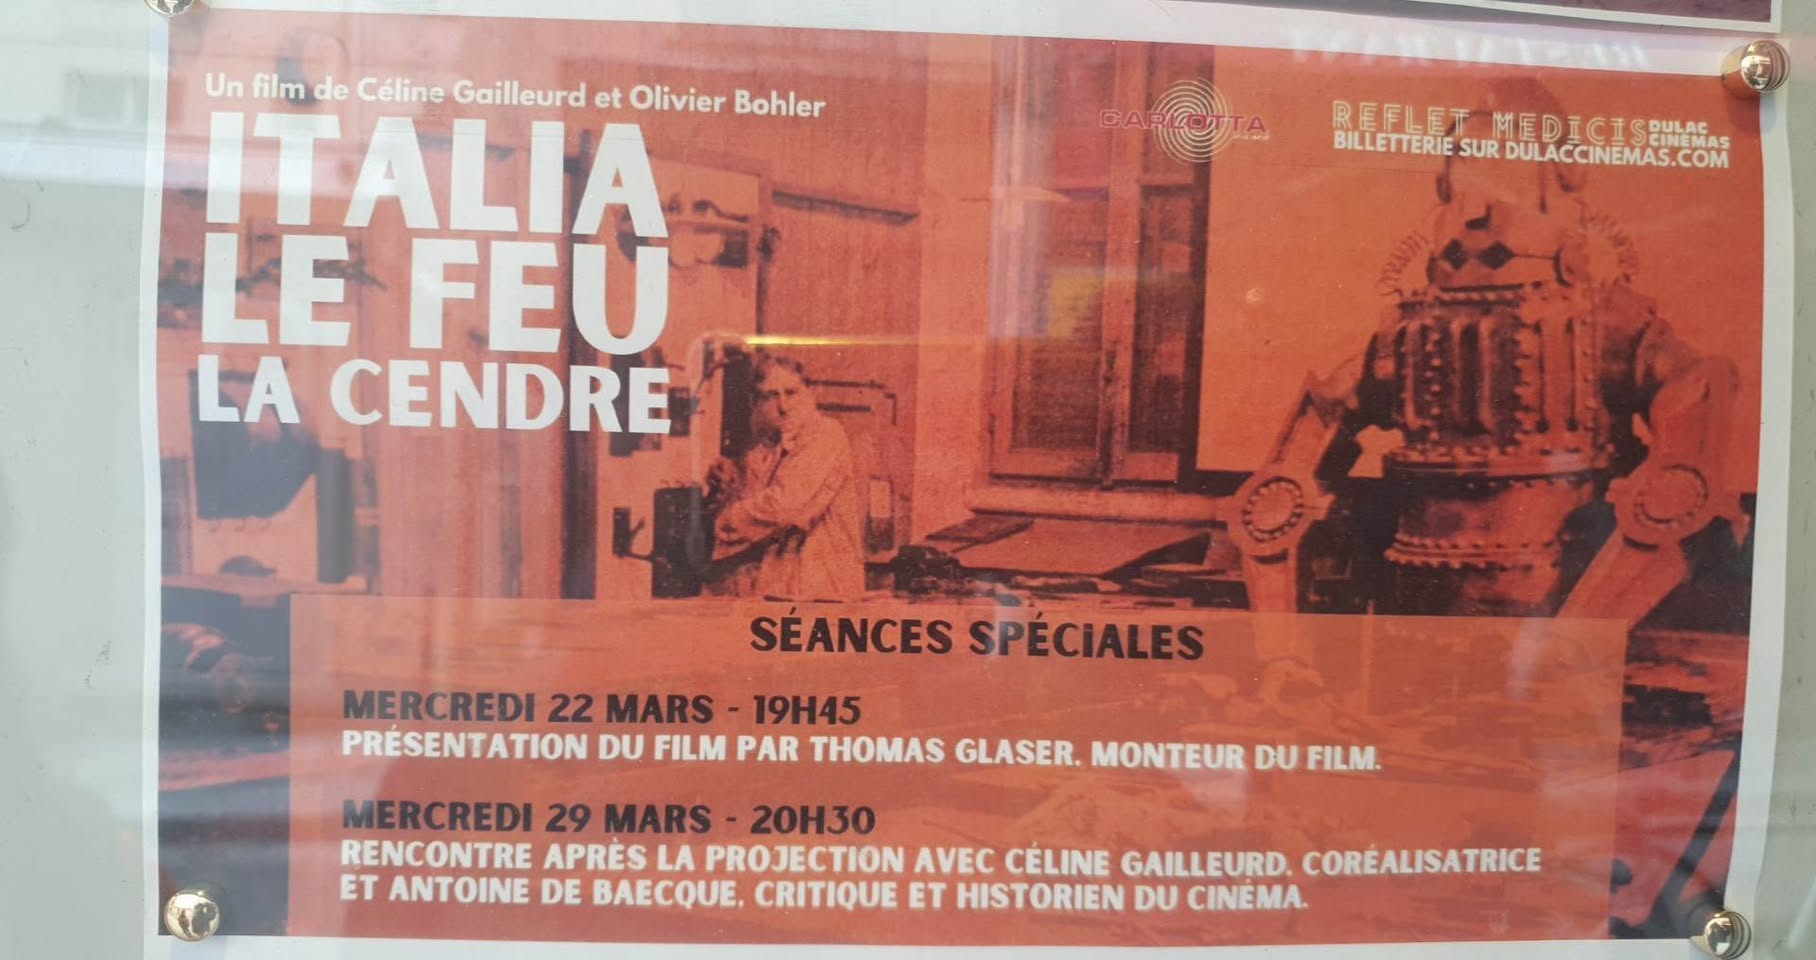 Un film de Céline Gailleurd et Olivier Bohler
ITALIA
LE FEU
LA CENDRE
CARLOTTA
REFLET MEDICIS DULAC CINÉMAS
BILLETTERIE SUR DULACCINEMAS.COM
SÉANCES SPÉCIALES
MERCREDI 22 MARS - 19H45
PRÉSENTATION DU FILM PAR THOMAS GLASER, MONTEUR DU FILM.
MERCREDI 29 MARS - 20H30
RENCONTRE APRÈS LA PROJECTION AVEC CÉLINE GAILLEURD, CORÉALISATRICE
ET ANTOINE DE BAECQUE, CRITIQUE ET HISTORIEN DU CINÉMA.